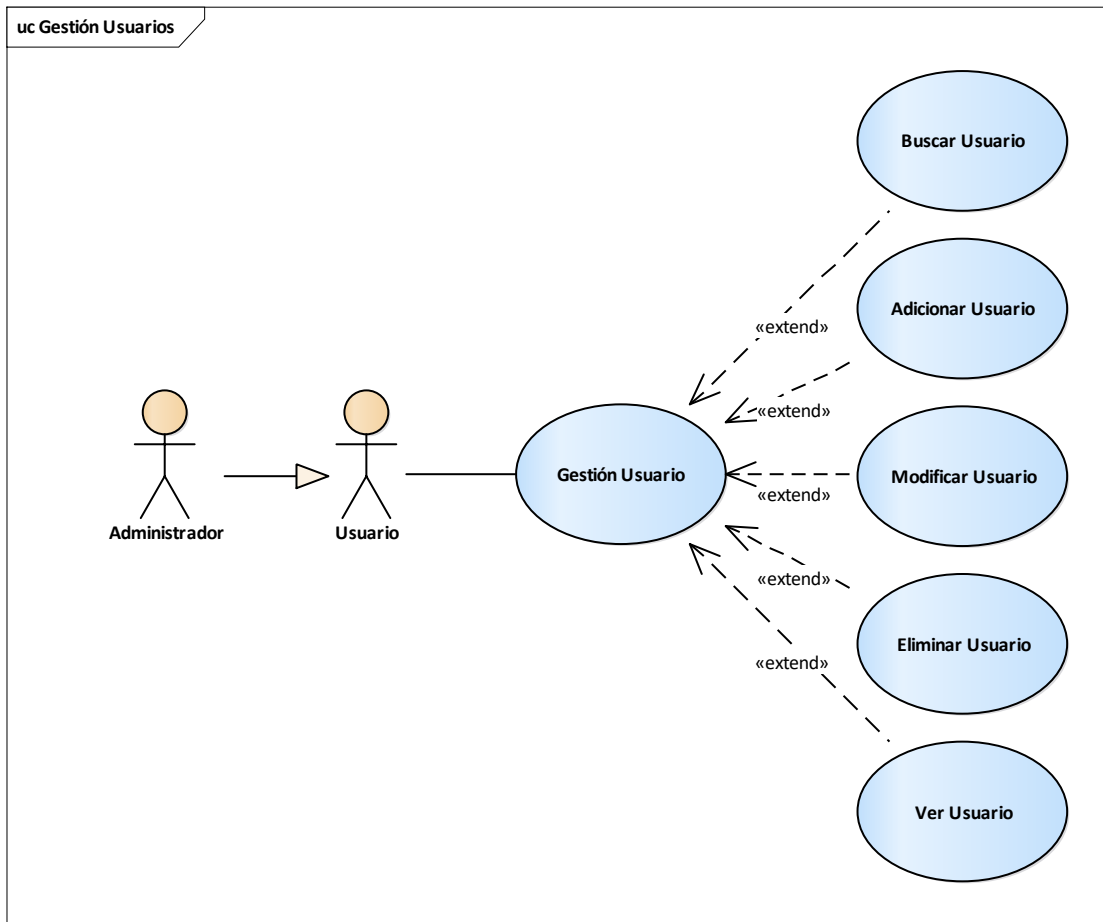 uc Gestión Usuarios
Buscar Usuario
Adicionar Usuario
«extend»
«extend»
Gestión Usuario
Modificar Usuario
«extend»
Administrador
Usuario
«extend»
Eliminar Usuario
«extend»
Ver Usuario